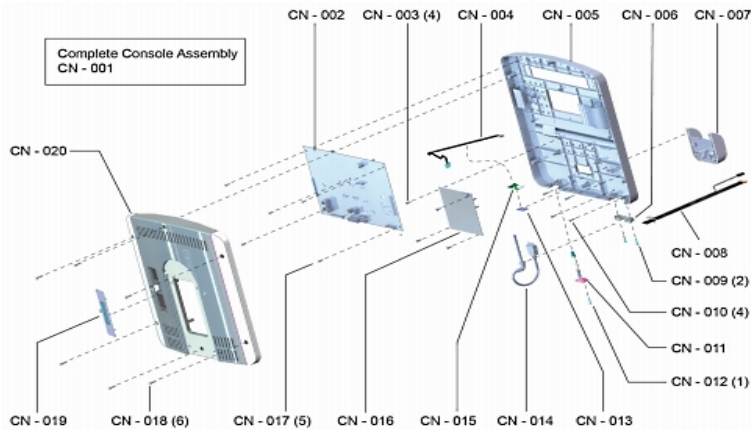 CN - 002
CN - 003 (4)
CN - 004
CN - 005
CN - 006
CN - 007
Complete Console Assembly
CN - 001
CN - 020
CN - 008
CN - 009 (2)
CN - 010 (4)
CN - 011
CN - 012 (1)
CN - 019
CN - 018 (6)
CN - 017 (5)
CN - 016
CN - 015
CN - 014
CN - 013